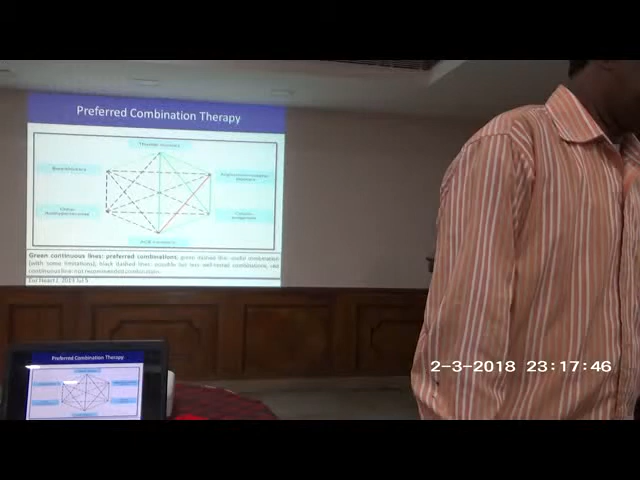 Preferred Combination Therapy
Thiazide diuretics
Beta-blockers
Angiotensin-receptor
blockers
Other
Antihypertensives
Calcium
antagonists
ACE inhibitors
Green continuous lines: preferred combinations, green dashed line: useful combination
(with some limitations), black dashed lines: possible but less well-tested combinations, red
continuous line: not recommended combination.
Eur Heart J. 2013 Jul 5
Preferred Combination Therapy
2-3-2018 23:17:46